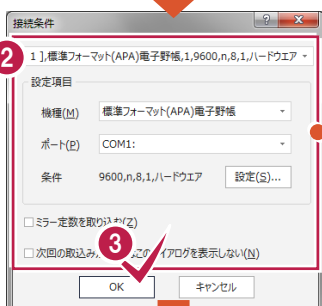 接続条件
2
1 ],標準フォーマット(APA)電子野帳,1,9600,n,8,1,ハードウエア
設定項目
機種(M) 標準フォーマット(APA)電子野帳
ポート(P) COM1:
条件 9600,n,8,1,ハードウエア 設定(S)...
ミラー定数を取り込む(Z)
3
次回の取込み このダイアログを表示しない(N)
OK キャンセル